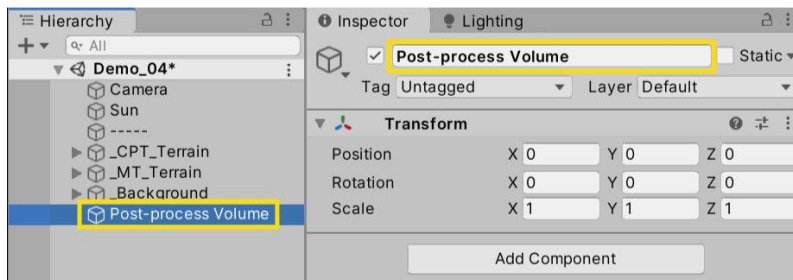 Hierarchy
All
Demo_04*
Camera
Sun
-----
_CPT_Terrain
_MT_Terrain
_Background
Post-process Volume
Inspector
Lighting
Post-process Volume
Static
Tag Untagged
Layer Default
Transform
Position X 0 Y 0 Z 0
Rotation X 0 Y 0 Z 0
Scale X 1 Y 1 Z 1
Add Component